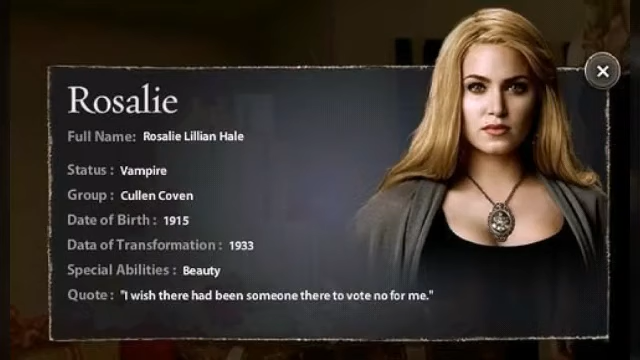 Rosalie
Full Name: Rosalie Lillian Hale
Status : Vampire
Group : Cullen Coven
Date of Birth : 1915
Data of Transformation : 1933
Special Abilities : Beauty
Quote : "I wish there had been someone there to vote no for me."